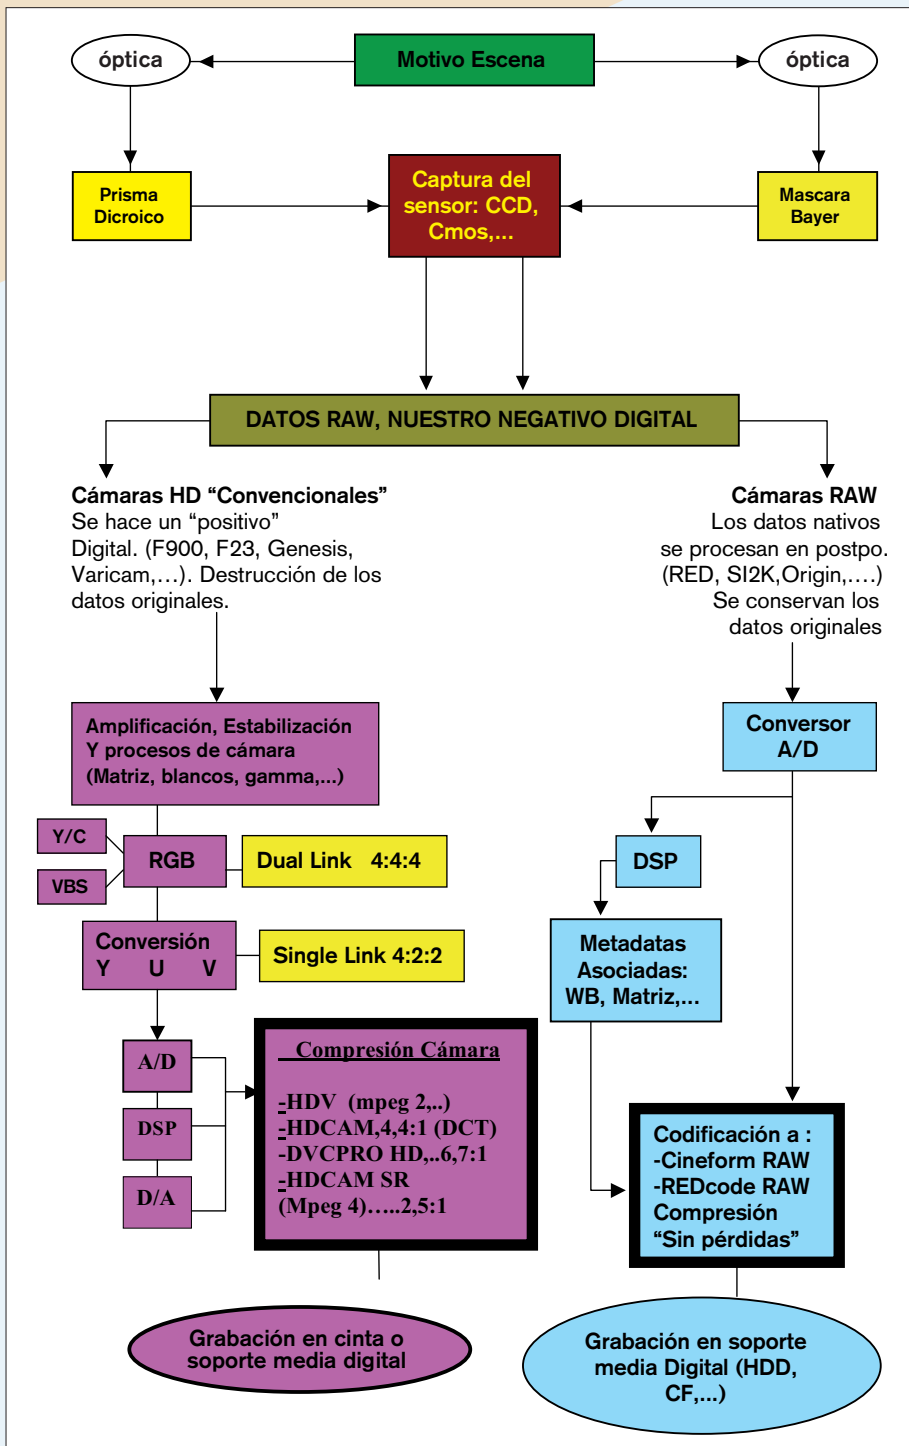 óptica
Motivo Escena
óptica
Prisma
Dicroico
Captura del
sensor: CCD,
Cmos,...
Mascara
Bayer
DATOS RAW, NUESTRO NEGATIVO DIGITAL
Cámaras HD “Convencionales”
Se hace un “positivo”
Digital. (F900, F23, Genesis,
Varicam,…). Destrucción de los
datos originales.
Cámaras RAW
Los datos nativos
se procesan en postpo.
(RED, SI2K,Origin,….)
Se conservan los
datos originales
Amplificación, Estabilización
Y procesos de cámara
(Matriz, blancos, gamma,...)
Y/C
VBS
RGB
Dual Link 4:4:4
Conversión
Y U V
Single Link 4:2:2
A/D
DSP
D/A
Compresión Cámara
-HDV (mpeg 2,..)
-HDCAM,4,4:1 (DCT)
-DVCPRO HD,..6,7:1
-HDCAM SR
(Mpeg 4)…..2,5:1
Grabación en cinta o
soporte media digital
Conversor
A/D
DSP
Metadatas
Asociadas:
WB, Matriz,...
Codificación a :
-Cineform RAW
-REDcode RAW
Compresión
“Sin pérdidas”
Grabación en soporte
media Digital (HDD,
CF,...)